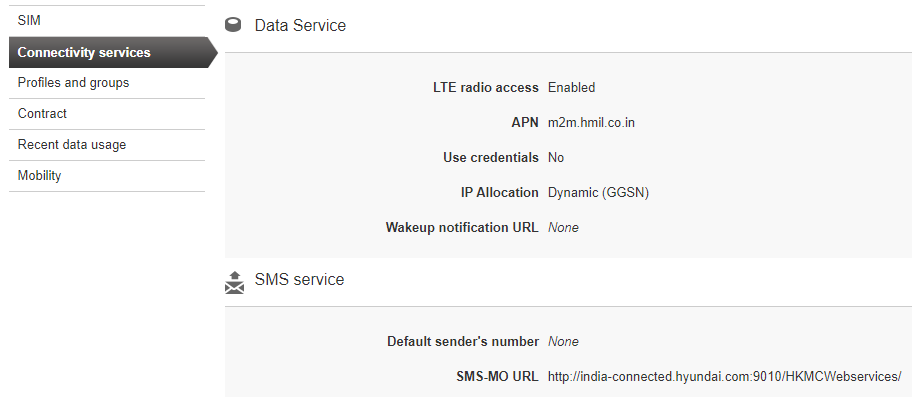 SIM
Connectivity services
Profiles and groups
Contract
Recent data usage
Mobility
Data Service
LTE radio access Enabled
APN m2m.hmil.co.in
Use credentials No
IP Allocation Dynamic (GGSN)
Wakeup notification URL None
SMS service
Default sender's number None
SMS-MO URL http://india-connected.hyundai.com:9010/HKMCWebservices/